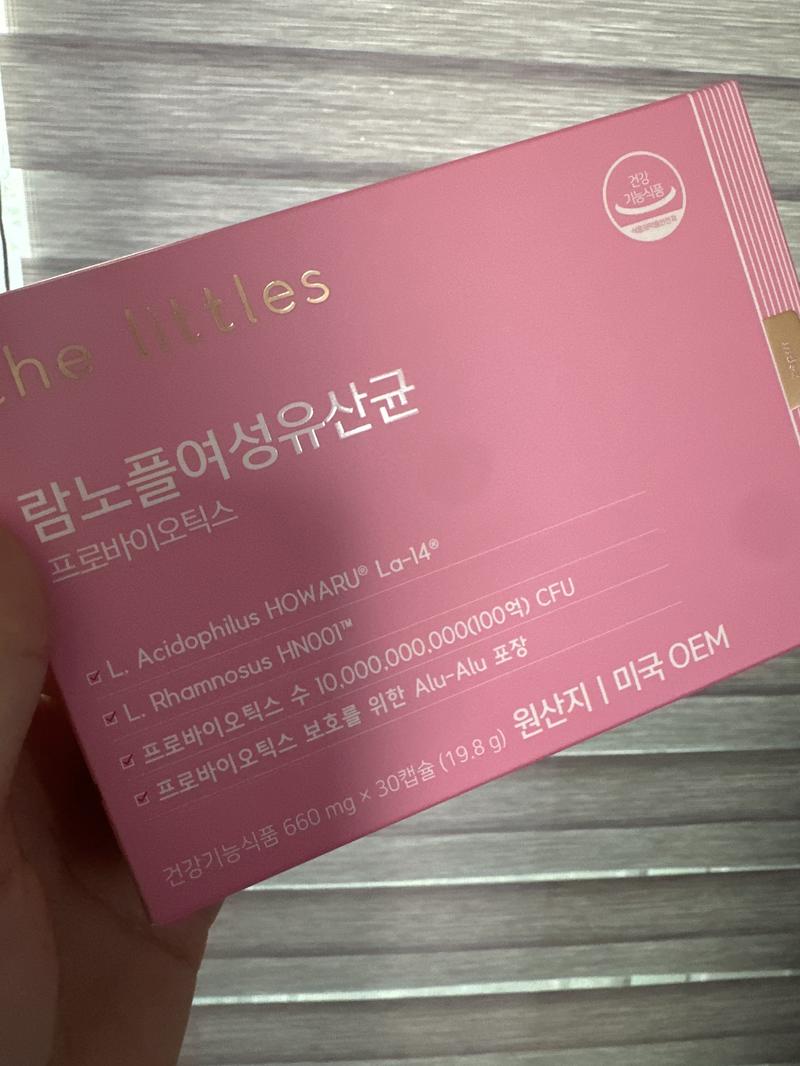 건강
기능식품
the littles
람노플여성유산균
프로바이오틱스
L. Acidophilus HOWARU® La-14®
L. Rhamnosus HN001™
프로바이오틱스 수 10,000,000,000(100억) CFU
프로바이오틱스 보호를 위한 Alu-Alu 포장
건강기능식품 660 mg × 30캡슐 (19.8 g)
원산지 | 미국 OEM